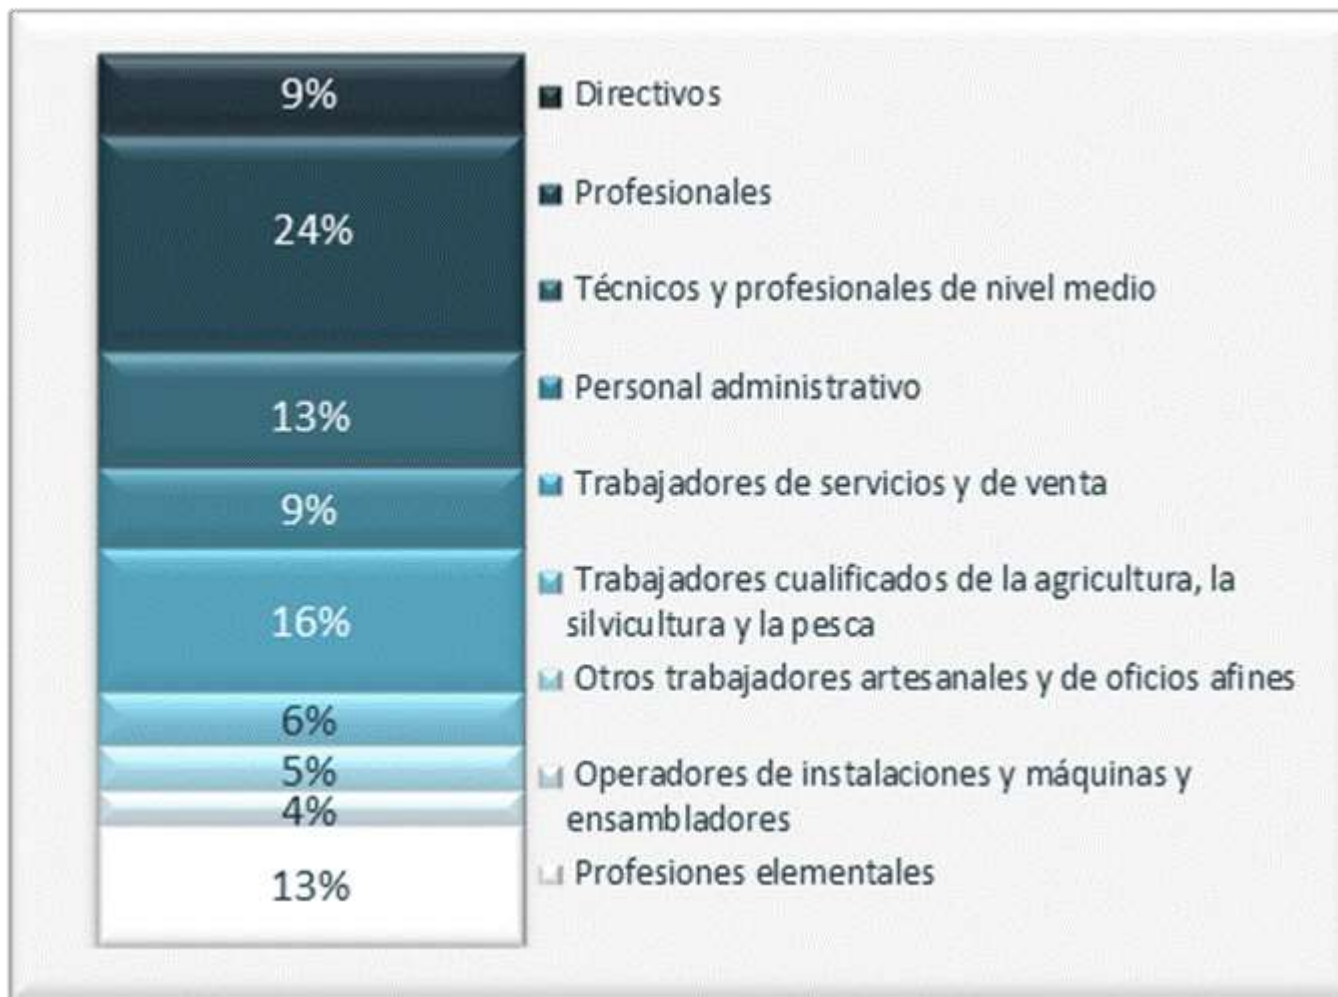 9%
24%
13%
9%
16%
6%
5%
4%
13%
Directivos
Profesionales
Técnicos y profesionales de nivel medio
Personal administrativo
Trabajadores de servicios y de venta
Trabajadores cualificados de la agricultura, la
silvicultura y la pesca
Otros trabajadores artesanales y de oficios afines
Operadores de instalaciones y máquinas y
ensambladores
Profesiones elementales